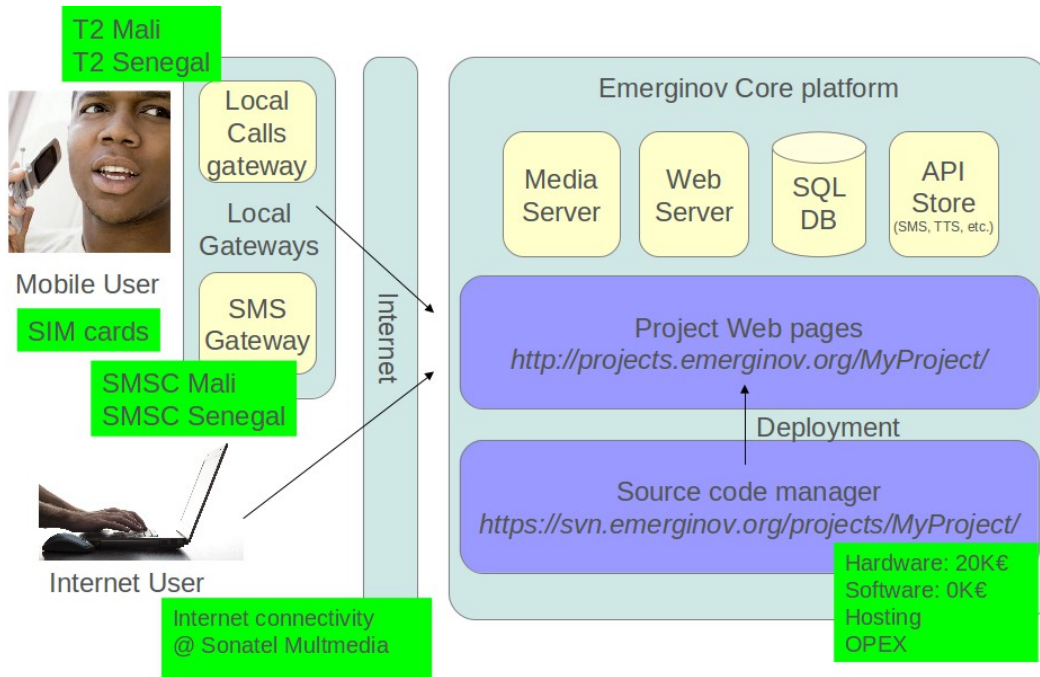 T2 Mali
T2 Senegal
Local
Calls
gateway
Local
Gateways
SMS
Gateway
Mobile User
SIM cards
SMSC Mali
SMSC Senegal
Internet User
Internet connectivity
@ Sonatel Multmedia
Internet
Emerginov Core platform
Media
Server
Web
Server
SQL
DB
API
Store
(SMS, TTS, etc.)
Project Web pages
http://projects.emerginov.org/MyProject/
Deployment
Source code manager
https://svn.emerginov.org/projects/MyProject/
Hardware: 20K€
Software: 0K€
Hosting
OPEX